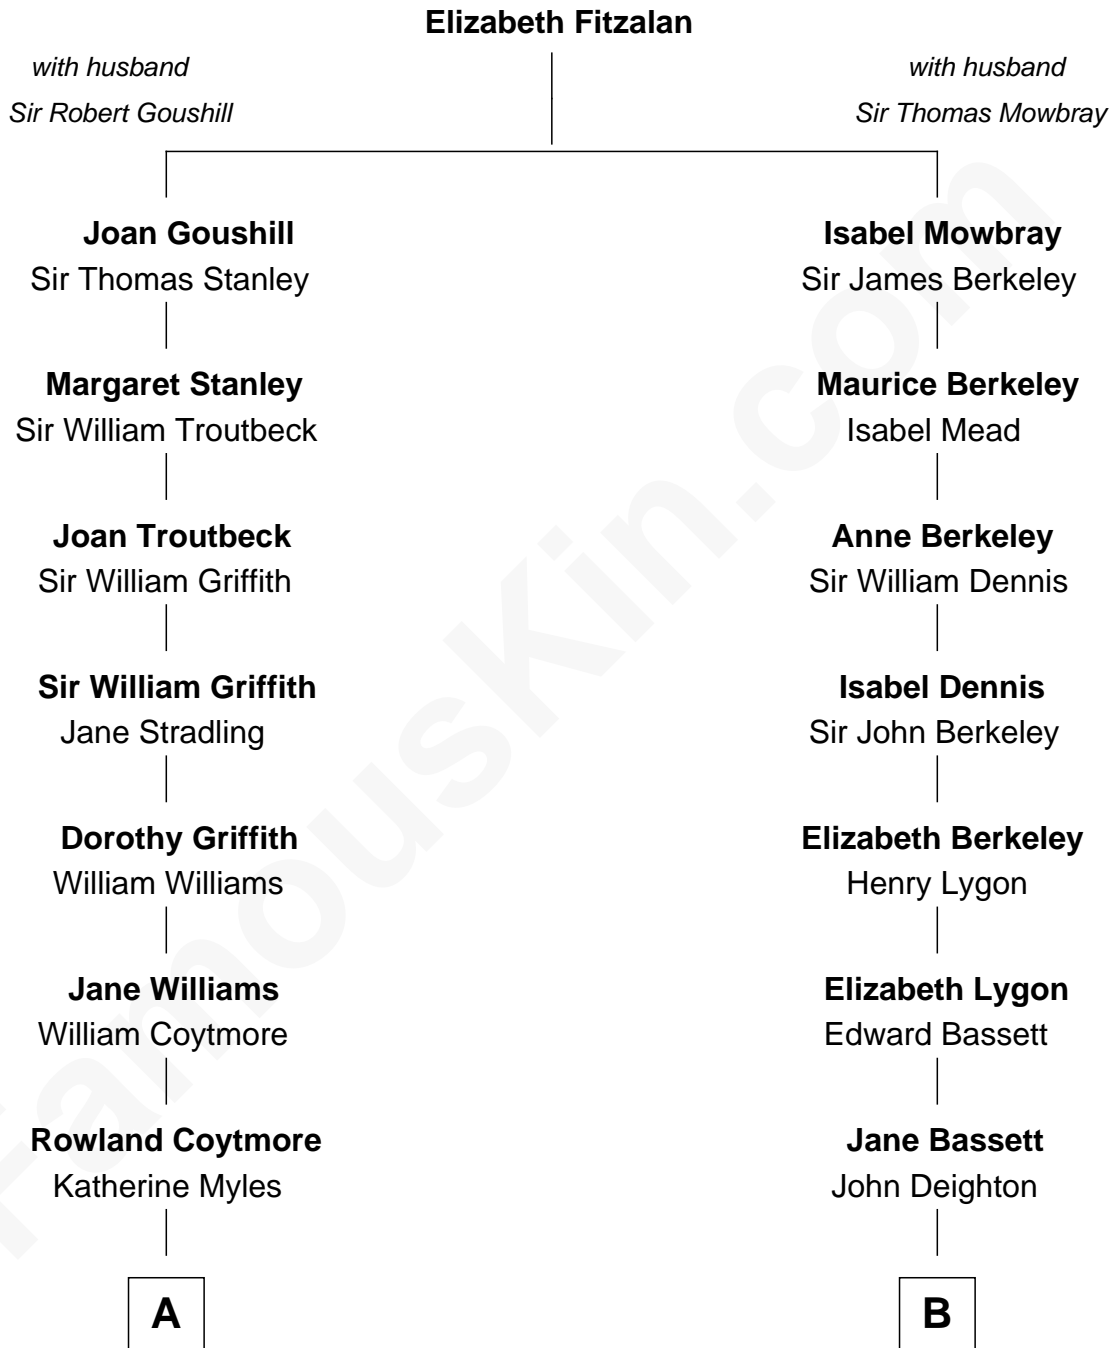 Elizabeth Fitzalan
with husband
Sir Robert Goushill
with husband
Sir Thomas Mowbray
Joan Goushill
Sir Thomas Stanley
Isabel Mowbray
Sir James Berkeley
Margaret Stanley
Sir William Troutbeck
Maurice Berkeley
Isabel Mead
Joan Troutbeck
Sir William Griffith
Anne Berkeley
Sir William Dennis
Sir William Griffith
Jane Stradling
Isabel Dennis
Sir John Berkeley
Dorothy Griffith
William Williams
Elizabeth Berkeley
Henry Lygon
Jane Williams
William Coytmore
Elizabeth Lygon
Edward Bassett
Rowland Coytmore
Katherine Myles
Jane Bassett
John Deighton
A
B
FamousKin.com